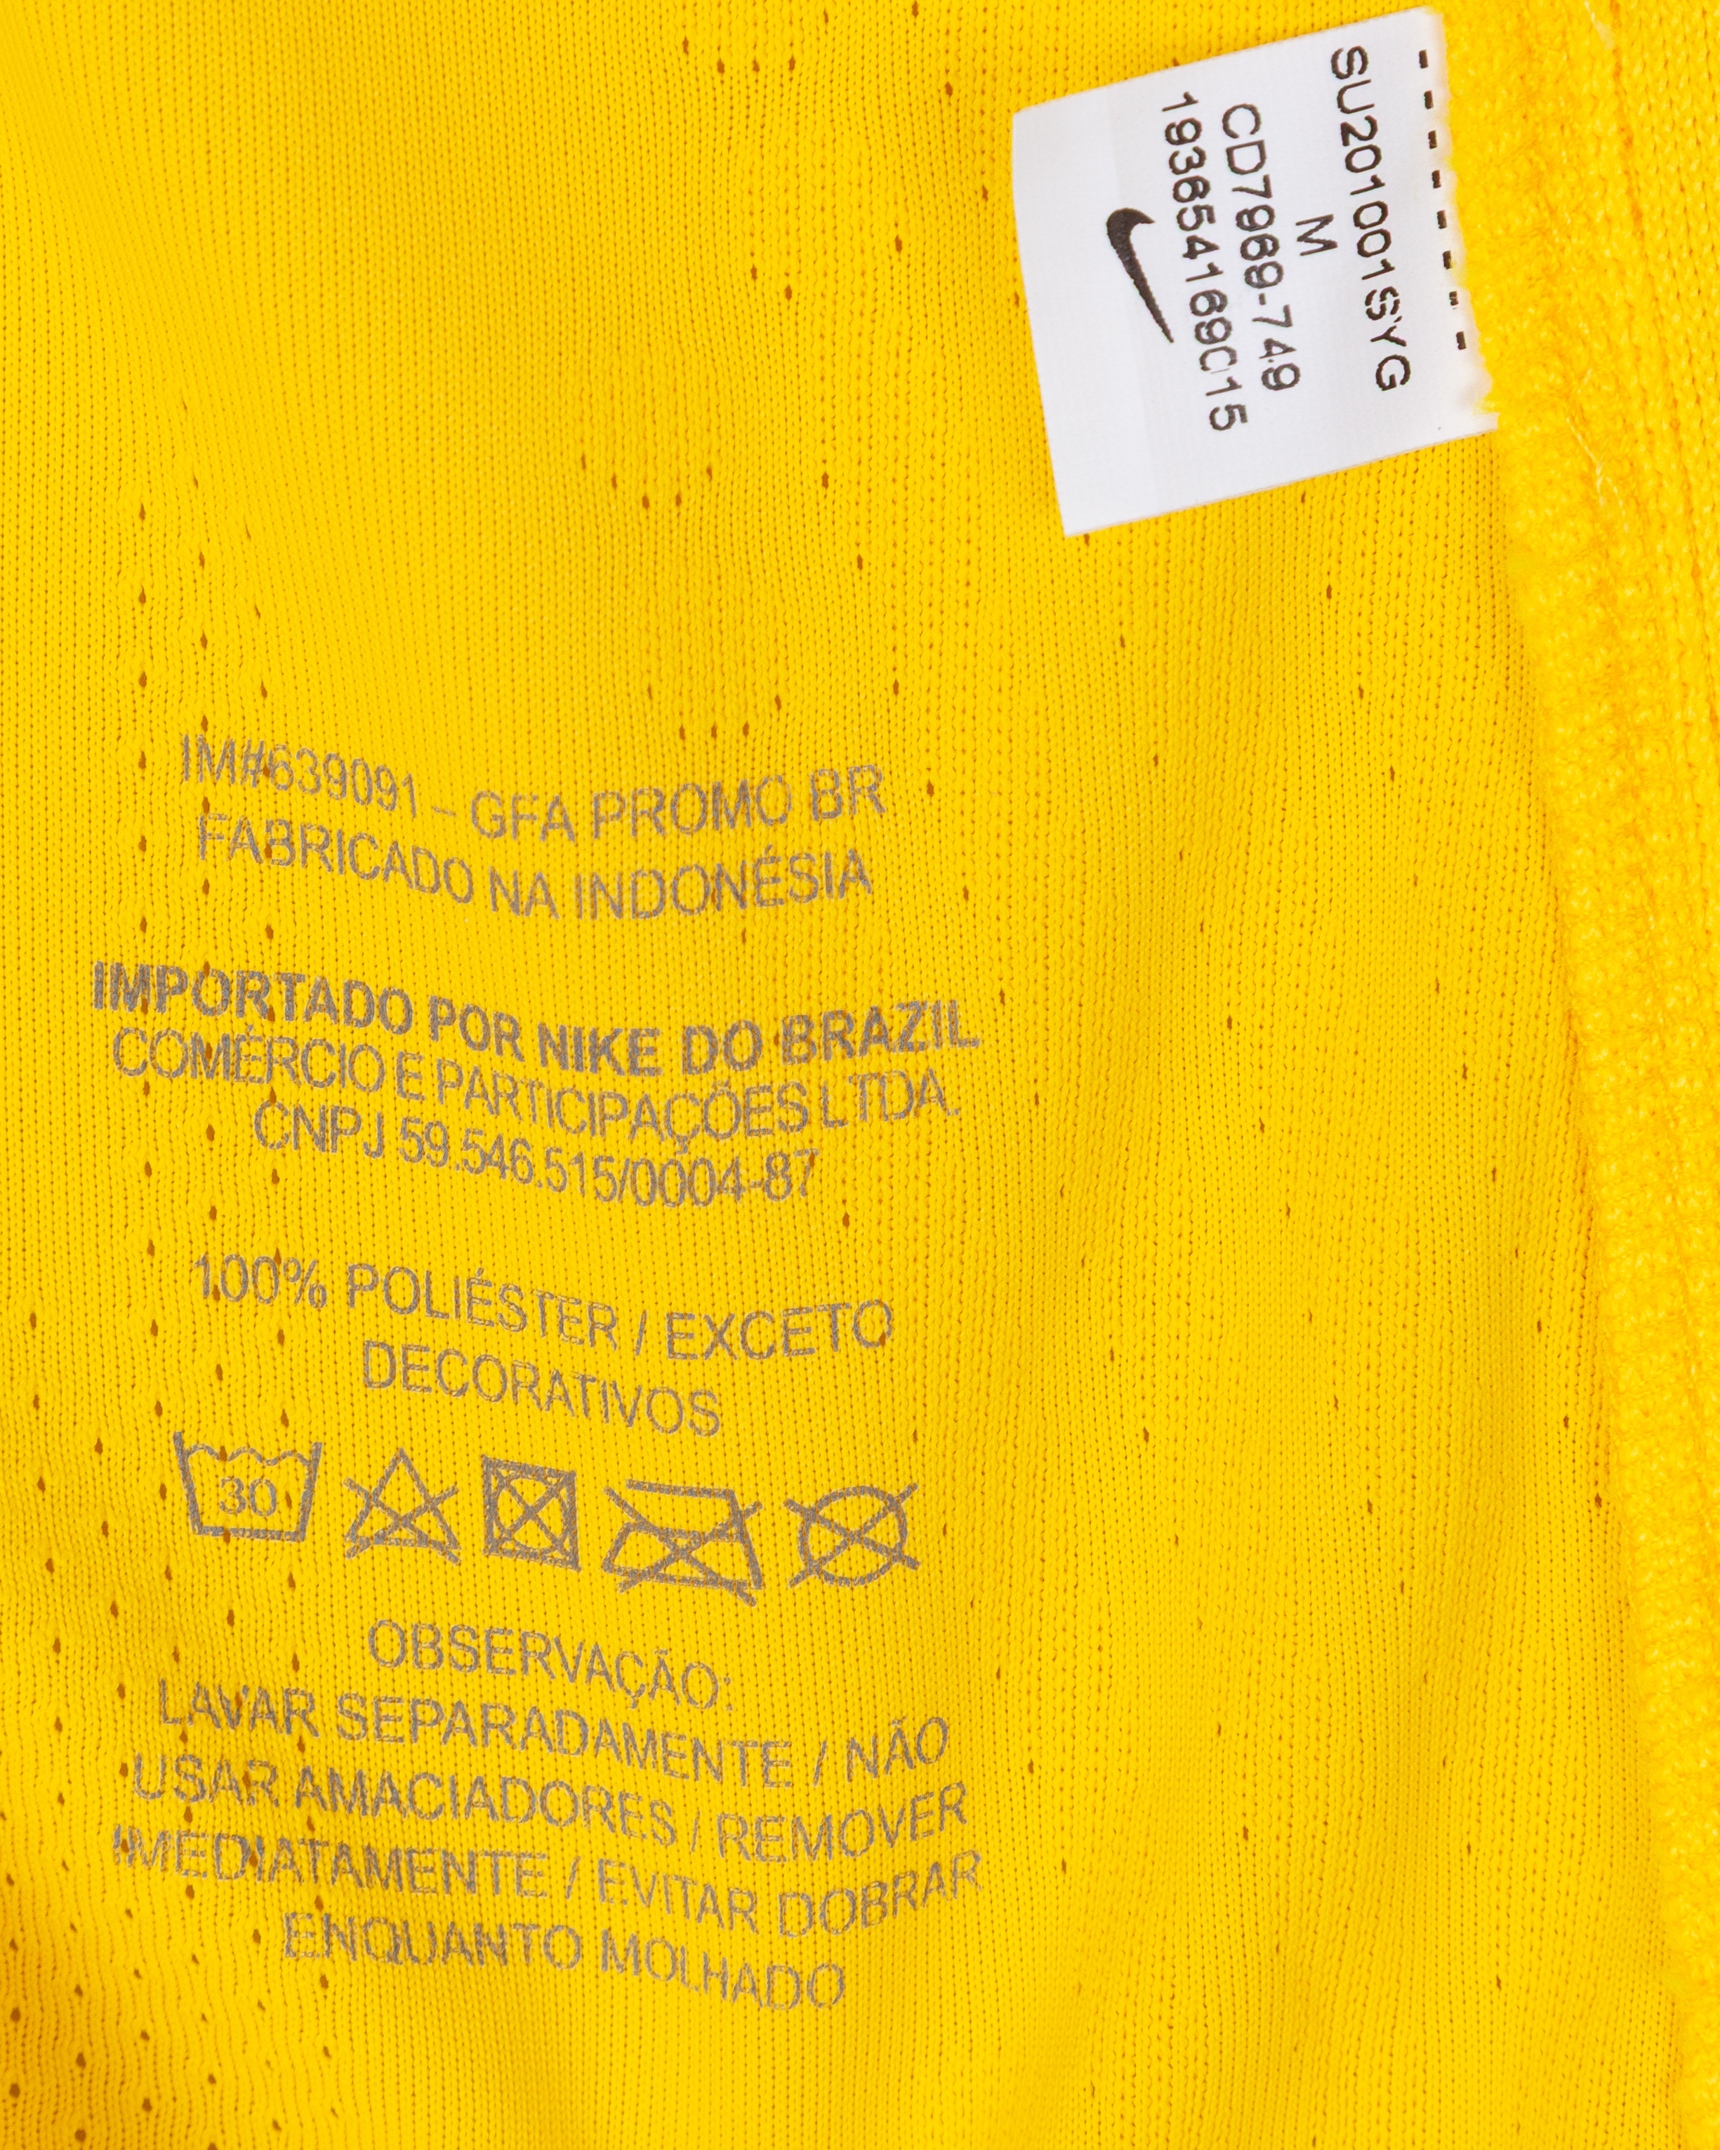 SU201001SYG
M
CD7969-749
193654169015
IM#639091 – GFA PROMO BR
FABRICADO NA INDONÉSIA
IMPORTADO POR NIKE DO BRAZIL
COMÉRCIO E PARTICIPAÇÕES LTDA.
CNPJ 59.546.515/0004-87
100% POLIÉSTER / EXCETO
DECORATIVOS
30
OBSERVAÇÃO:
LAVAR SEPARADAMENTE / NÃO
USAR AMACIADORES / REMOVER
IMEDIATAMENTE / EVITAR DOBRAR
ENQUANTO MOLHADO